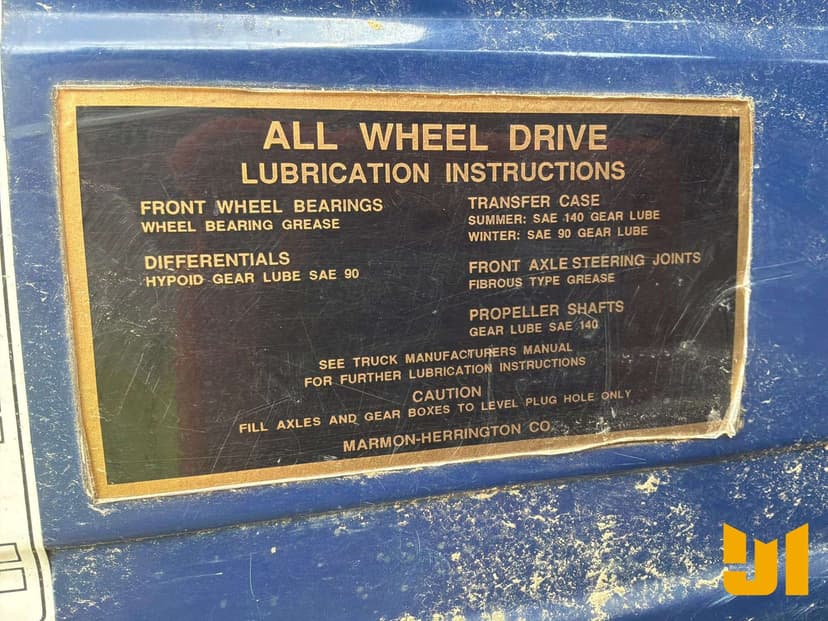 ALL WHEEL DRIVE
LUBRICATION INSTRUCTIONS
FRONT WHEEL BEARINGS
WHEEL BEARING GREASE
DIFFERENTIALS
HYPOID GEAR LUBE SAE 90
TRANSFER CASE
SUMMER: SAE 140 GEAR LUBE
WINTER: SAE 90 GEAR LUBE
FRONT AXLE STEERING JOINTS
FIBROUS TYPE GREASE
PROPELLER SHAFTS
GEAR LUBE SAE 140
SEE TRUCK MANUFACTURERS MANUAL
FOR FURTHER LUBRICATION INSTRUCTIONS
CAUTION
FILL AXLES AND GEAR BOXES TO LEVEL PLUG HOLE ONLY
MARMON-HERRINGTON CO.